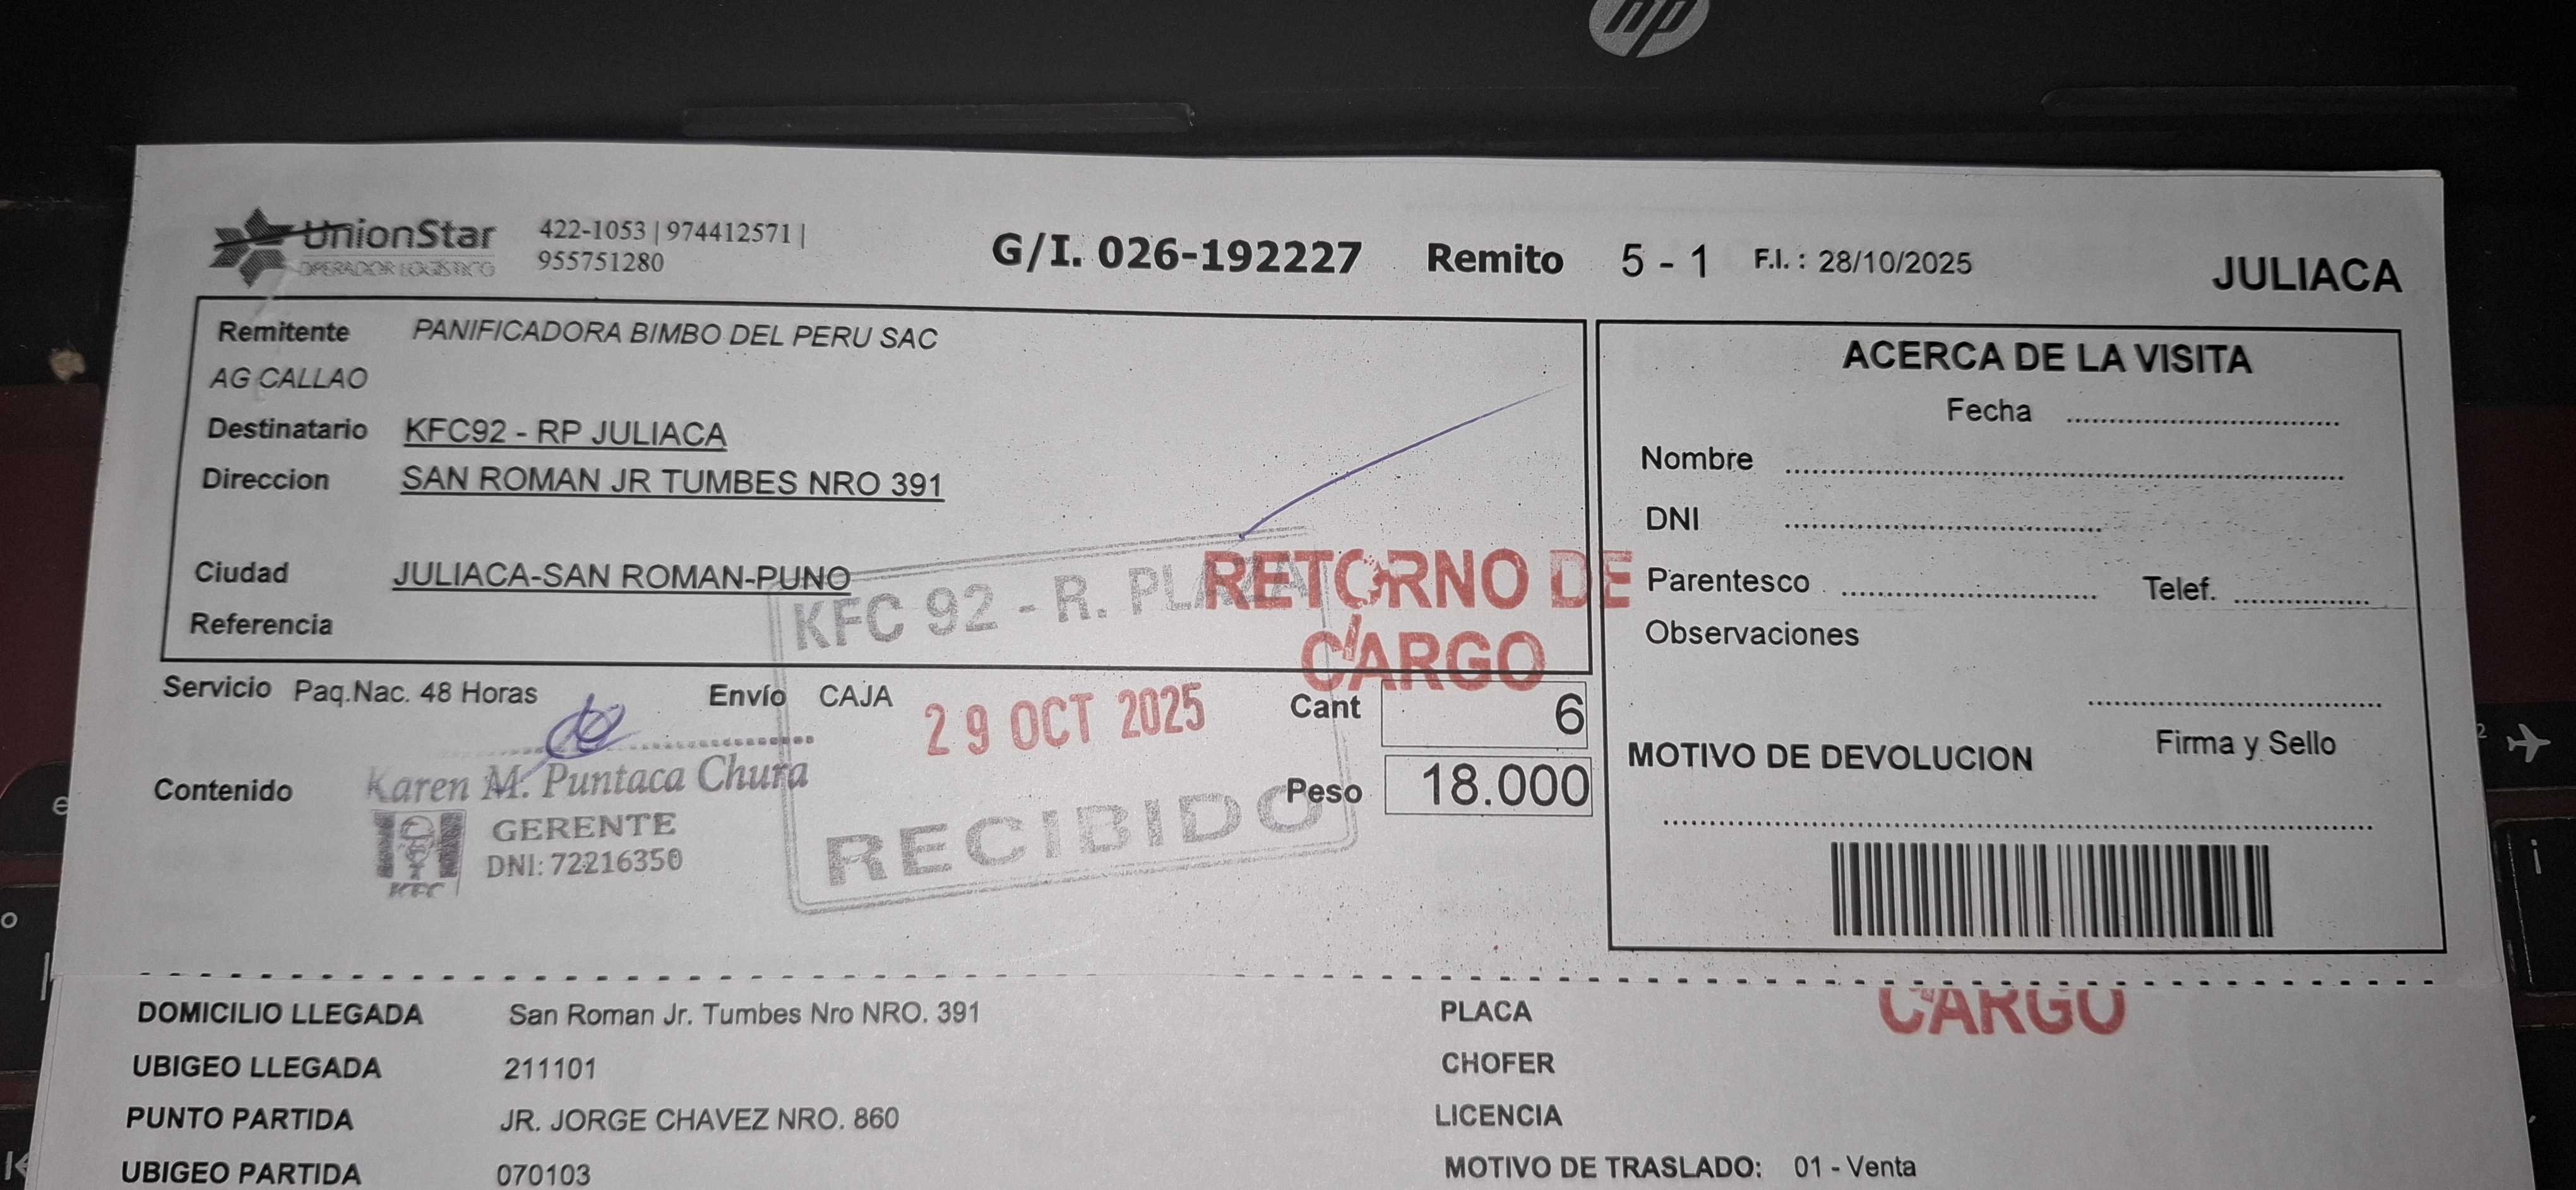 hp
UnionStar
OPERADOR LOGISTICO
422-1053 | 974412571 |
955751280
G/I. 026-192227 Remito 5 - 1 F.I. : 28/10/2025
JULIACA
Remitente PANIFICADORA BIMBO DEL PERU SAC
AG CALLAO
Destinatario KFC92 - RP JULIACA
Direccion SAN ROMAN JR TUMBES NRO 391
Ciudad JULIACA-SAN ROMAN-PUNO
Referencia
KFC 92 - R. PLAZA
RETORNO DE
CARGO
Servicio Paq.Nac. 48 Horas Envío CAJA
29 OCT 2025
Cant 6
Contenido
Karen M. Puntaca Chura
GERENTE
DNI: 72216350
KFC
Peso 18.000
RECIBIDO
ACERCA DE LA VISITA
Fecha
Nombre
DNI
Parentesco Telef.
Observaciones
Firma y Sello
MOTIVO DE DEVOLUCION
DOMICILIO LLEGADA San Roman Jr. Tumbes Nro NRO. 391
UBIGEO LLEGADA 211101
PUNTO PARTIDA JR. JORGE CHAVEZ NRO. 860
UBIGEO PARTIDA 070103
PLACA
CARGO
CHOFER
LICENCIA
MOTIVO DE TRASLADO: 01 - Venta